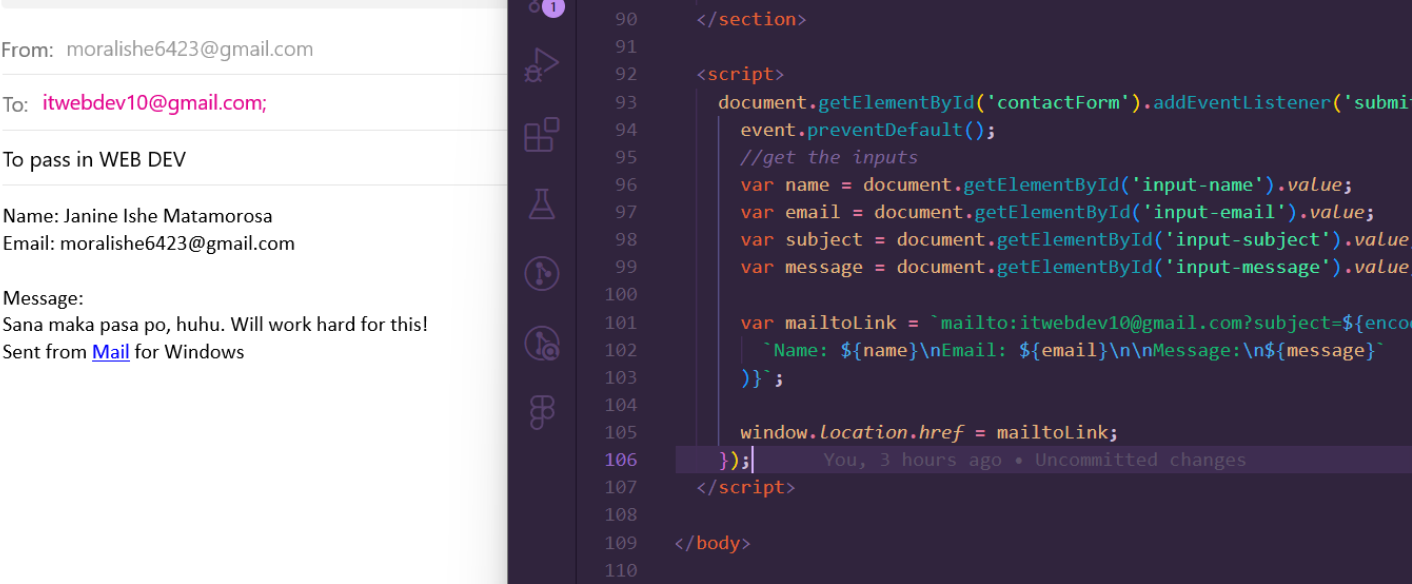 From: moralishe6423@gmail.com
To: itwebdev10@gmail.com;
To pass in WEB DEV
Name: Janine Ishe Matamorosa
Email: moralishe6423@gmail.com
Message:
Sana maka pasa po, huhu. Will work hard for this!
Sent from Mail for Windows
1
90 </section>
91
92 <script>
93 document.getElementById('contactForm').addEventListener('submi
94 event.preventDefault();
95 //get the inputs
96 var name = document.getElementById('input-name').value;
97 var email = document.getElementById('input-email').value;
98 var subject = document.getElementById('input-subject').value
99 var message = document.getElementById('input-message').value
100
101 var mailtoLink = `mailto:itwebdev10@gmail.com?subject=${enco
102 `Name: ${name}\nEmail: ${email}\n\nMessage:\n${message}`
103 )}`;
104
105 window.location.href = mailtoLink;
106 }); You, 3 hours ago • Uncommitted changes
107 </script>
108
109 </body>
110